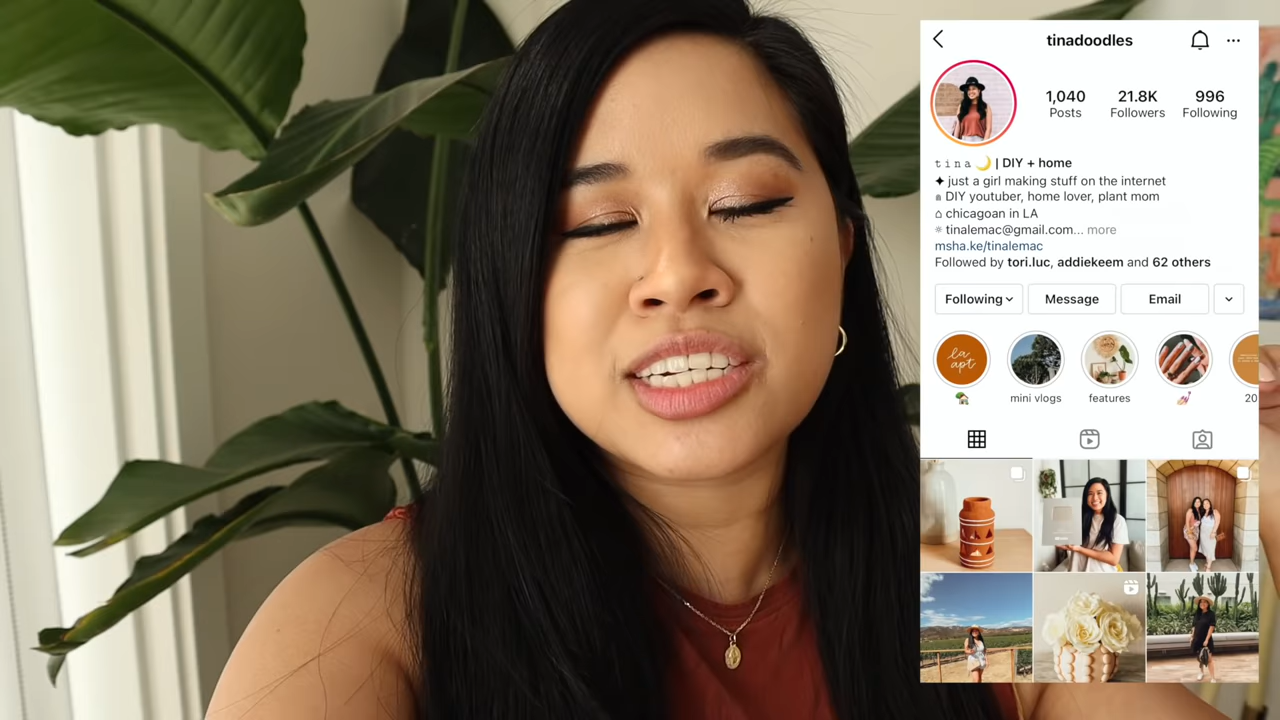 tinadoodles
1,040
Posts
21.8K
Followers
996
Following
tina 🌙 | DIY + home
✦ just a girl making stuff on the internet
⋒ DIY youtuber, home lover, plant mom
⌂ chicagoan in LA
☼ tinalemac@gmail.com... more
msha.ke/tinalemac
Followed by tori.luc, addiekeem and 62 others
Following
Message
Email
la
apt
mini vlogs
features
20